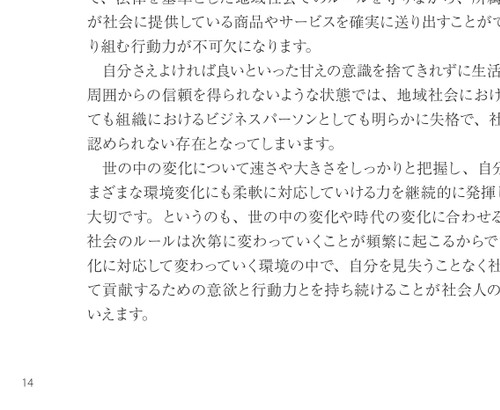 て、法律を基準とした地域社会でのルールを守りながら、所属
が社会に提供している商品やサービスを確実に送り出すことがで
り組む行動力が不可欠になります。
　自分さえよければ良いといった甘えの意識を捨てきれずに生活
周囲からの信頼を得られないような状態では、地域社会におけ
ても組織におけるビジネスパーソンとしても明らかに失格で、社
認められない存在となってしまいます。
　世の中の変化について速さや大きさをしっかりと把握し、自分
まざまな環境変化にも柔軟に対応していける力を継続的に発揮し
大切です。というのも、世の中の変化や時代の変化に合わせる
社会のルールは次第に変わっていくことが頻繁に起こるからで
化に対応して変わっていく環境の中で、自分を見失うことなく社
て貢献するための意欲と行動力とを持ち続けることが社会人の
いえます。
14